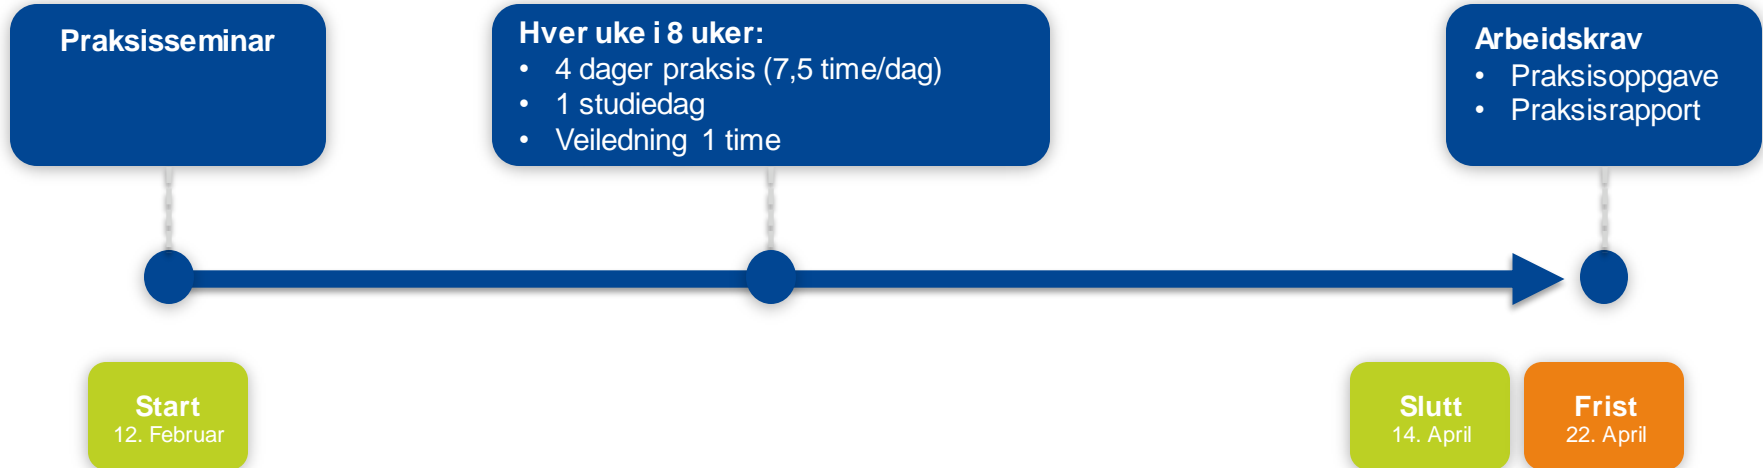 Praksisseminar
Hver uke i 8 uker:
• 4 dager praksis (7,5 time/dag)
• 1 studiedag
• Veiledning 1 time
Arbeidskrav
• Praksisoppgave
• Praksisrapport
Start
12. Februar
Slutt
14. April
Frist
22. April